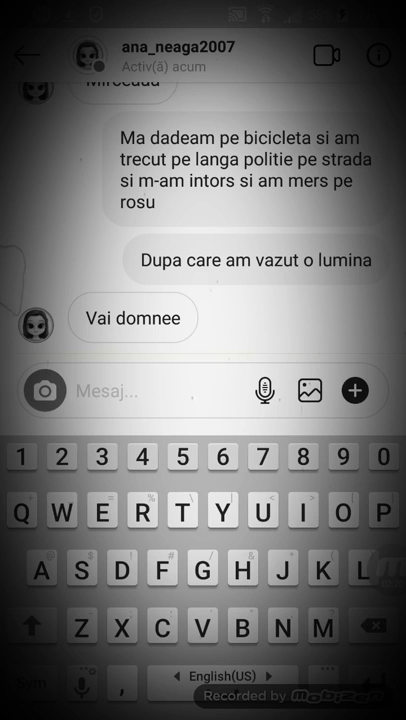 ana_neaga2007
Activ(ă) acum
Ma dadeam pe bicicleta si am
trecut pe langa politie pe strada
si m-am intors si am mers pe
rosu
Dupa care am vazut o lumina
Vai domnee
Mesaj...
1 2 3 4 5 6 7 8 9 0
Q W E R T Y U I O P
A S D F G H J K L
Z X C V B N M
Sym , English(US)
Recorded by mobizen